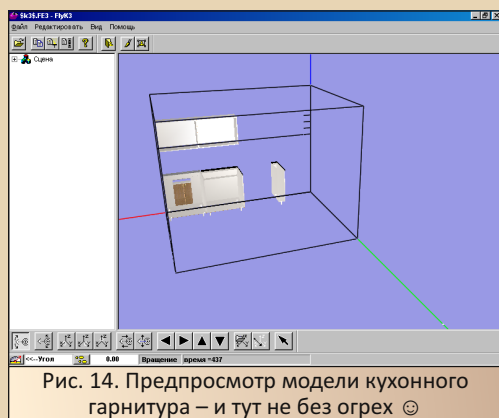 $k3$.FE3 - FlyK3
Файл Редактировать Вид Помощь
Сцена
<<--Угол 0.00 Вращение время =437
Рис. 14. Предпросмотр модели кухонного
гарнитура – и тут не без огрех ☺